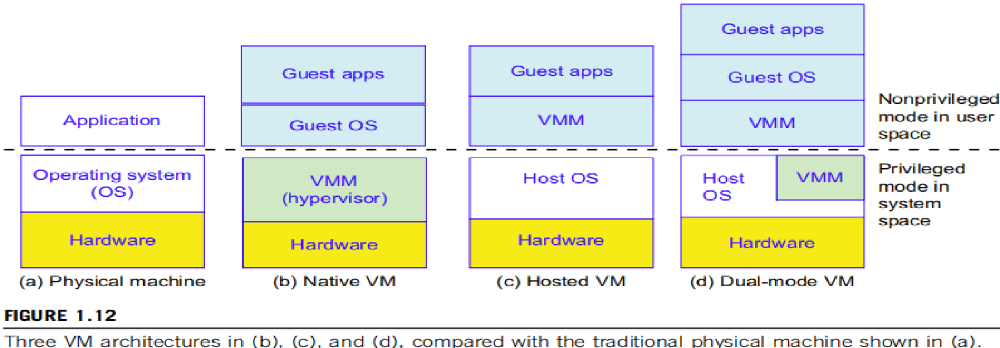 Application
Operating system
(OS)
Hardware
(a) Physical machine
Guest apps
Guest OS
VMM
(hypervisor)
Hardware
(b) Native VM
Guest apps
VMM
Host OS
Hardware
(c) Hosted VM
Guest apps
Guest OS
VMM
Host
OS
VMM
Hardware
(d) Dual-mode VM
Nonprivileged
mode in user
space
Privileged
mode in
system
space
FIGURE 1.12
Three VM architectures in (b), (c), and (d), compared with the traditional physical machine shown in (a).